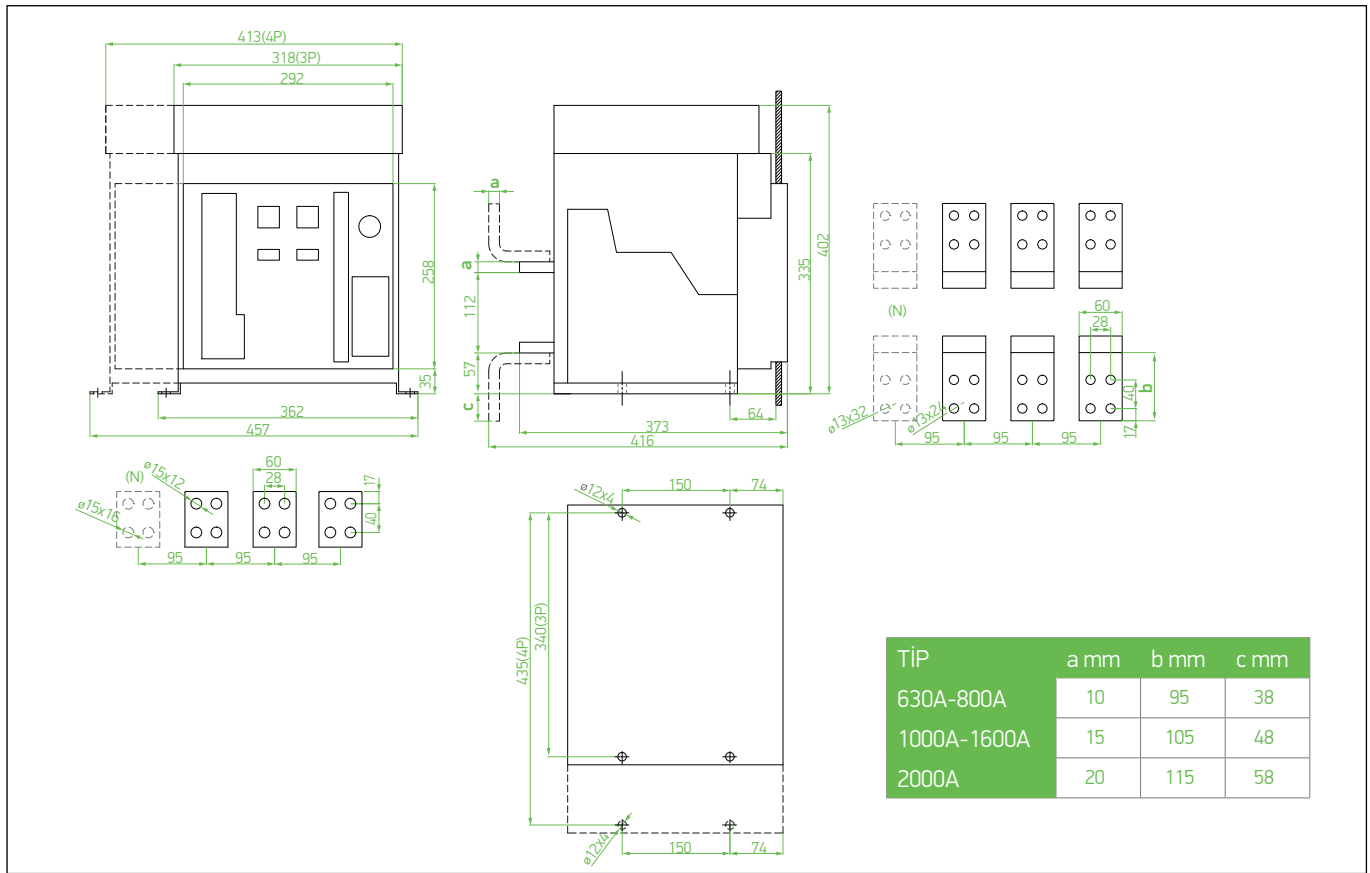 413(4P)
318(3P)
292
258
35
362
457
a
a
112
57
c
335
402
64
373
416
(N)
60
28
40
b
17
ø13x32
ø13x24
95
95
95
(N)
ø15x12
ø15x16
60
28
17
40
95
95
95
ø12x4
150
74
435(4P)
340(3P)
ø12x4
150
74
TİP a mm b mm c mm
630A-800A 10 95 38
1000A-1600A 15 105 48
2000A 20 115 58